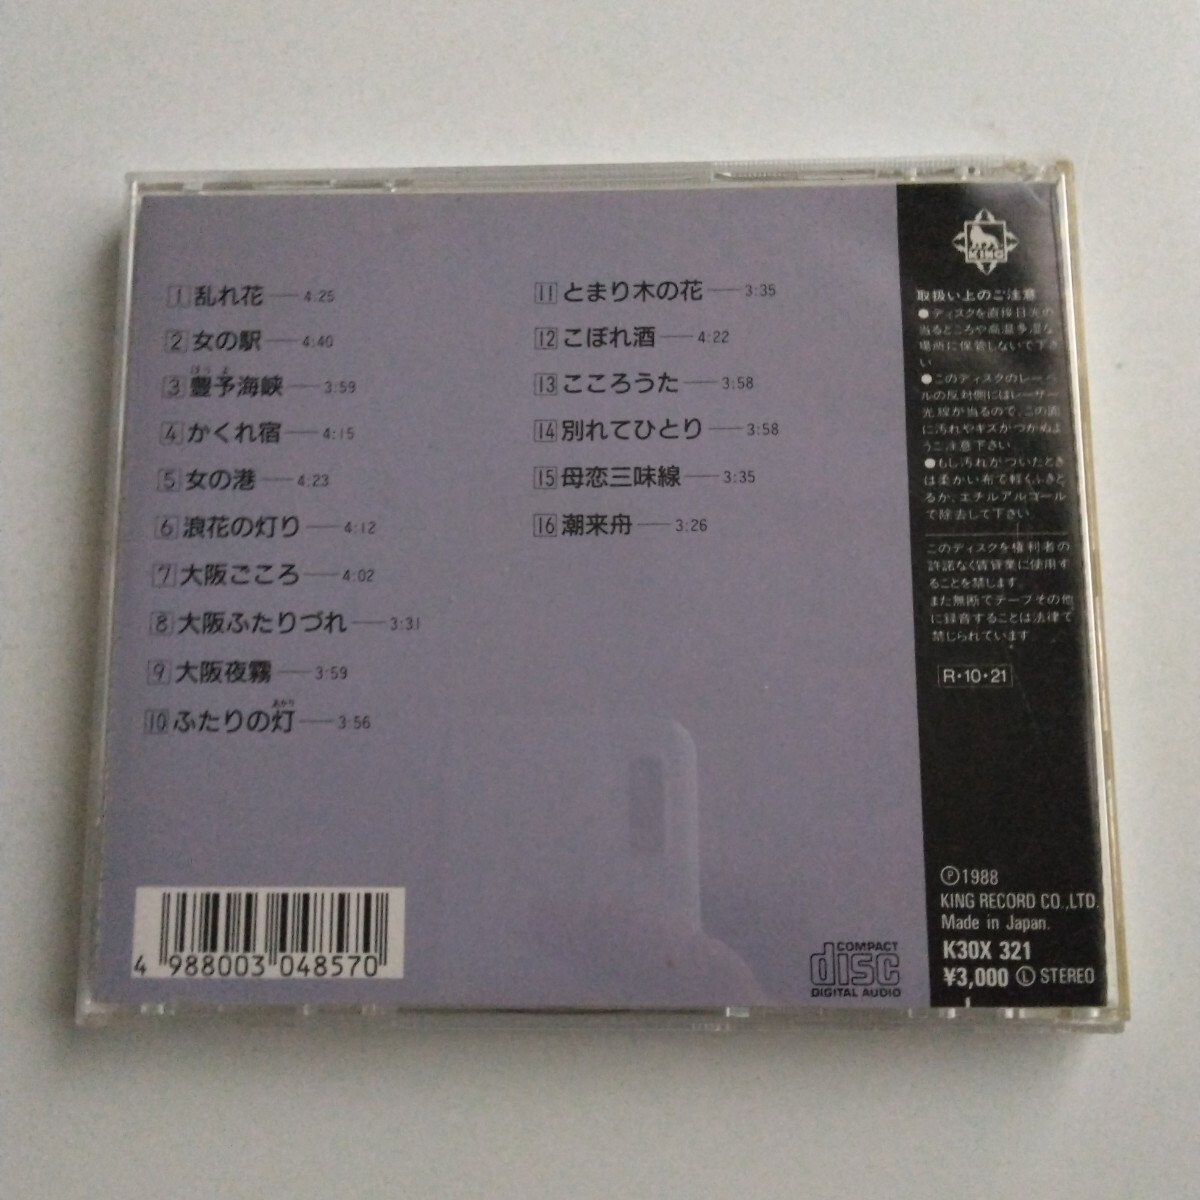 1 乱れ花 — 4:25
2 女の駅 — 4:40
ほう よ
3 豊予海峡 — 3:59
4 かくれ宿 — 4:15
5 女の港 — 4:23
6 浪花の灯り — 4:12
7 大阪ごころ — 4:02
8 大阪ふたりづれ — 3:31
9 大阪夜霧 — 3:59
あかり
10 ふたりの灯 — 3:56
11 とまり木の花 — 3:35
12 こぼれ酒 — 4:22
13 こころうた — 3:58
14 別れてひとり — 3:58
15 母恋三味線 — 3:35
16 潮来舟 — 3:26
4 988003 048570
COMPACT
disc
DIGITAL AUDIO
KING
取扱い上のご注意
●ディスクを直接日光の
当るところや高温多湿な
場所に保管しないで下さ
い
●このディスクのレーベ
ルの反対側にはレーザー
光線が当るので、この面
に汚れやキズがつかぬよ
うご注意下さい。
●もし汚れがついたとき
は柔かい布で軽くふきと
るか、エチルアルコール
で除去して下さい。
このディスクを権利者の
許諾なく賃貸業に使用す
ることを禁じます。
また無断でテープその他
に録音することは法律で
禁じられています
R・10・21
Ⓟ1988
KING RECORD CO.,LTD.
Made in Japan.
K30X 321
¥3,000 Ⓛ STEREO